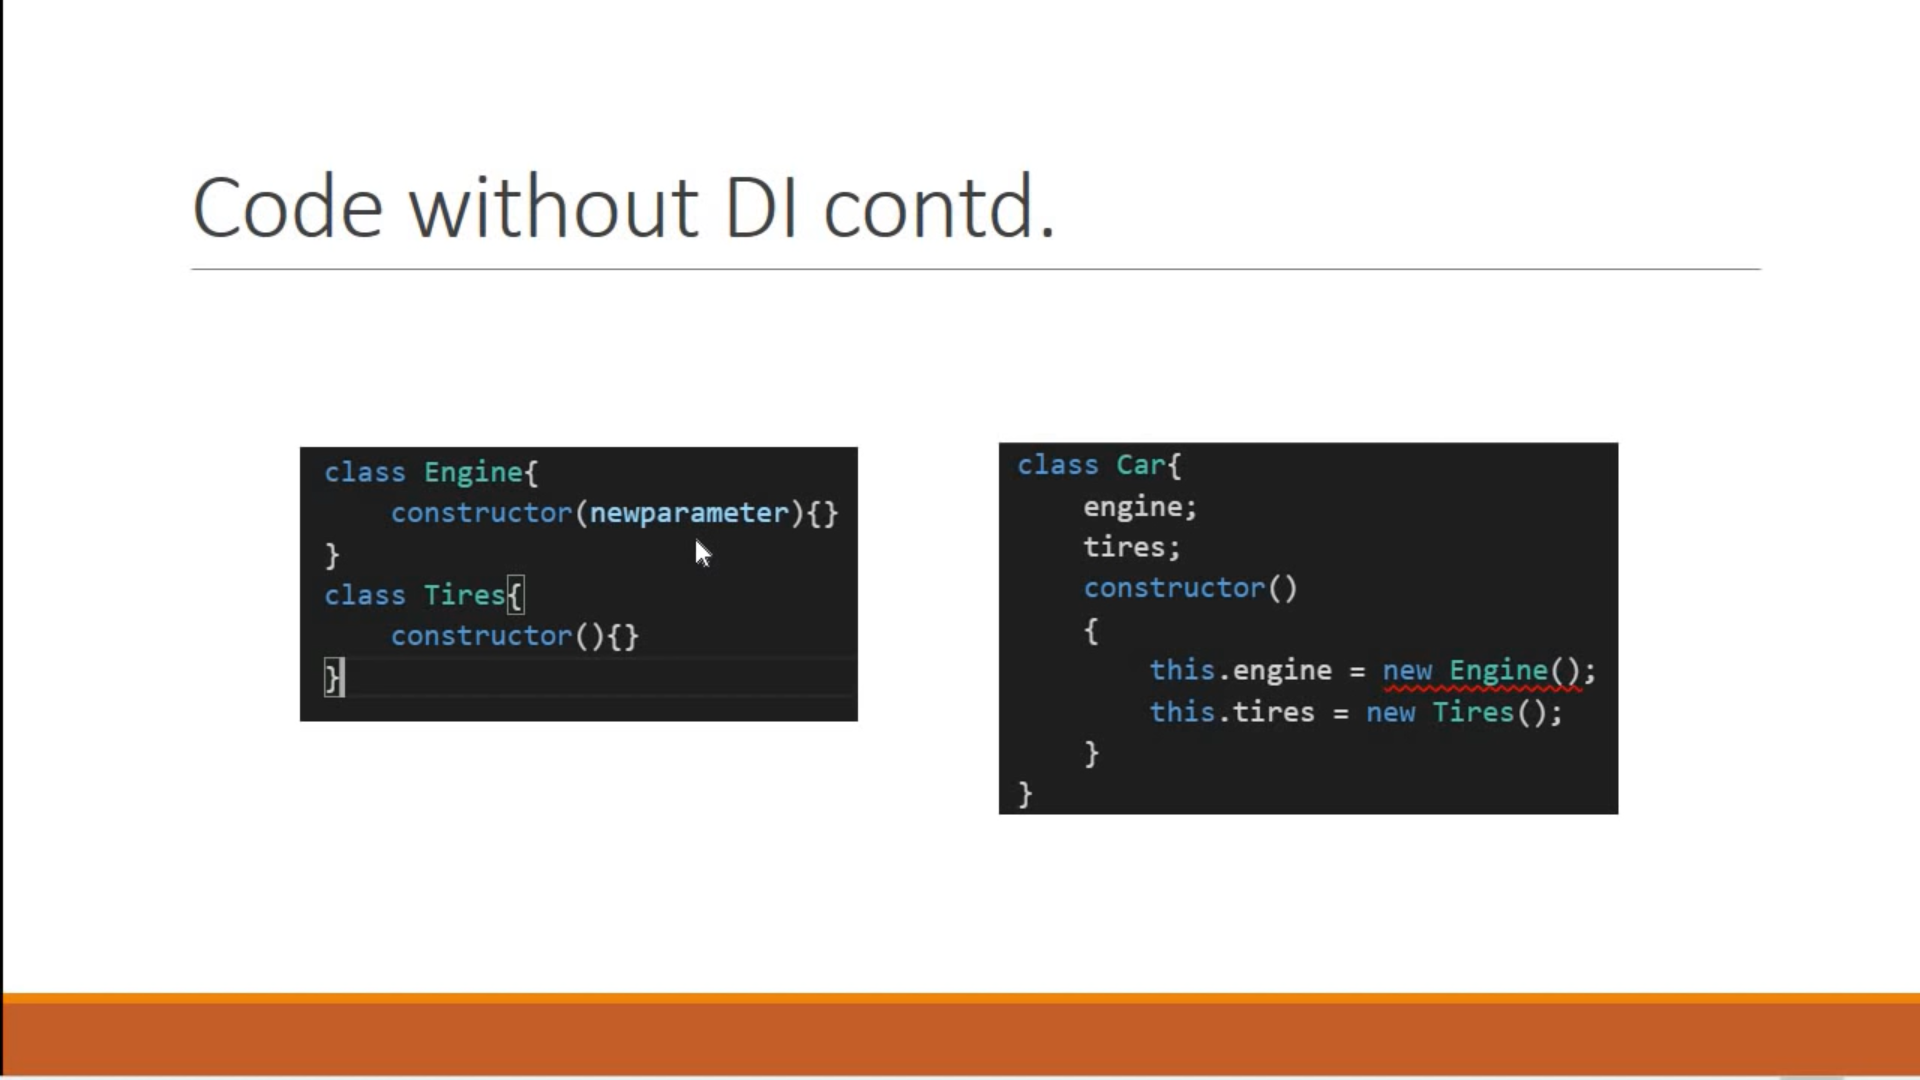 Code without DI contd.
class Engine{
constructor(newparameter){}
}
class Tires{
constructor(){}
}
class Car{
engine;
tires;
constructor()
{
this.engine = new Engine();
this.tires = new Tires();
}
}